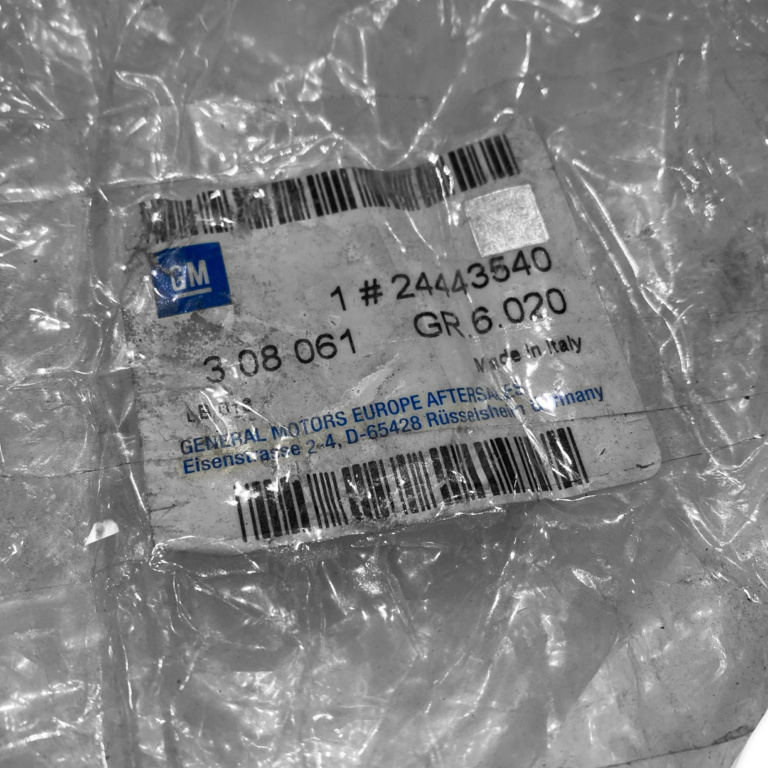 GM
1 # 24443540
3 08 061 GR.6.020
Made in Italy
GENERAL MOTORS EUROPE AFTERSALES
Eisenstrasse 2-4, D-65428 Rüsselsheim Germany